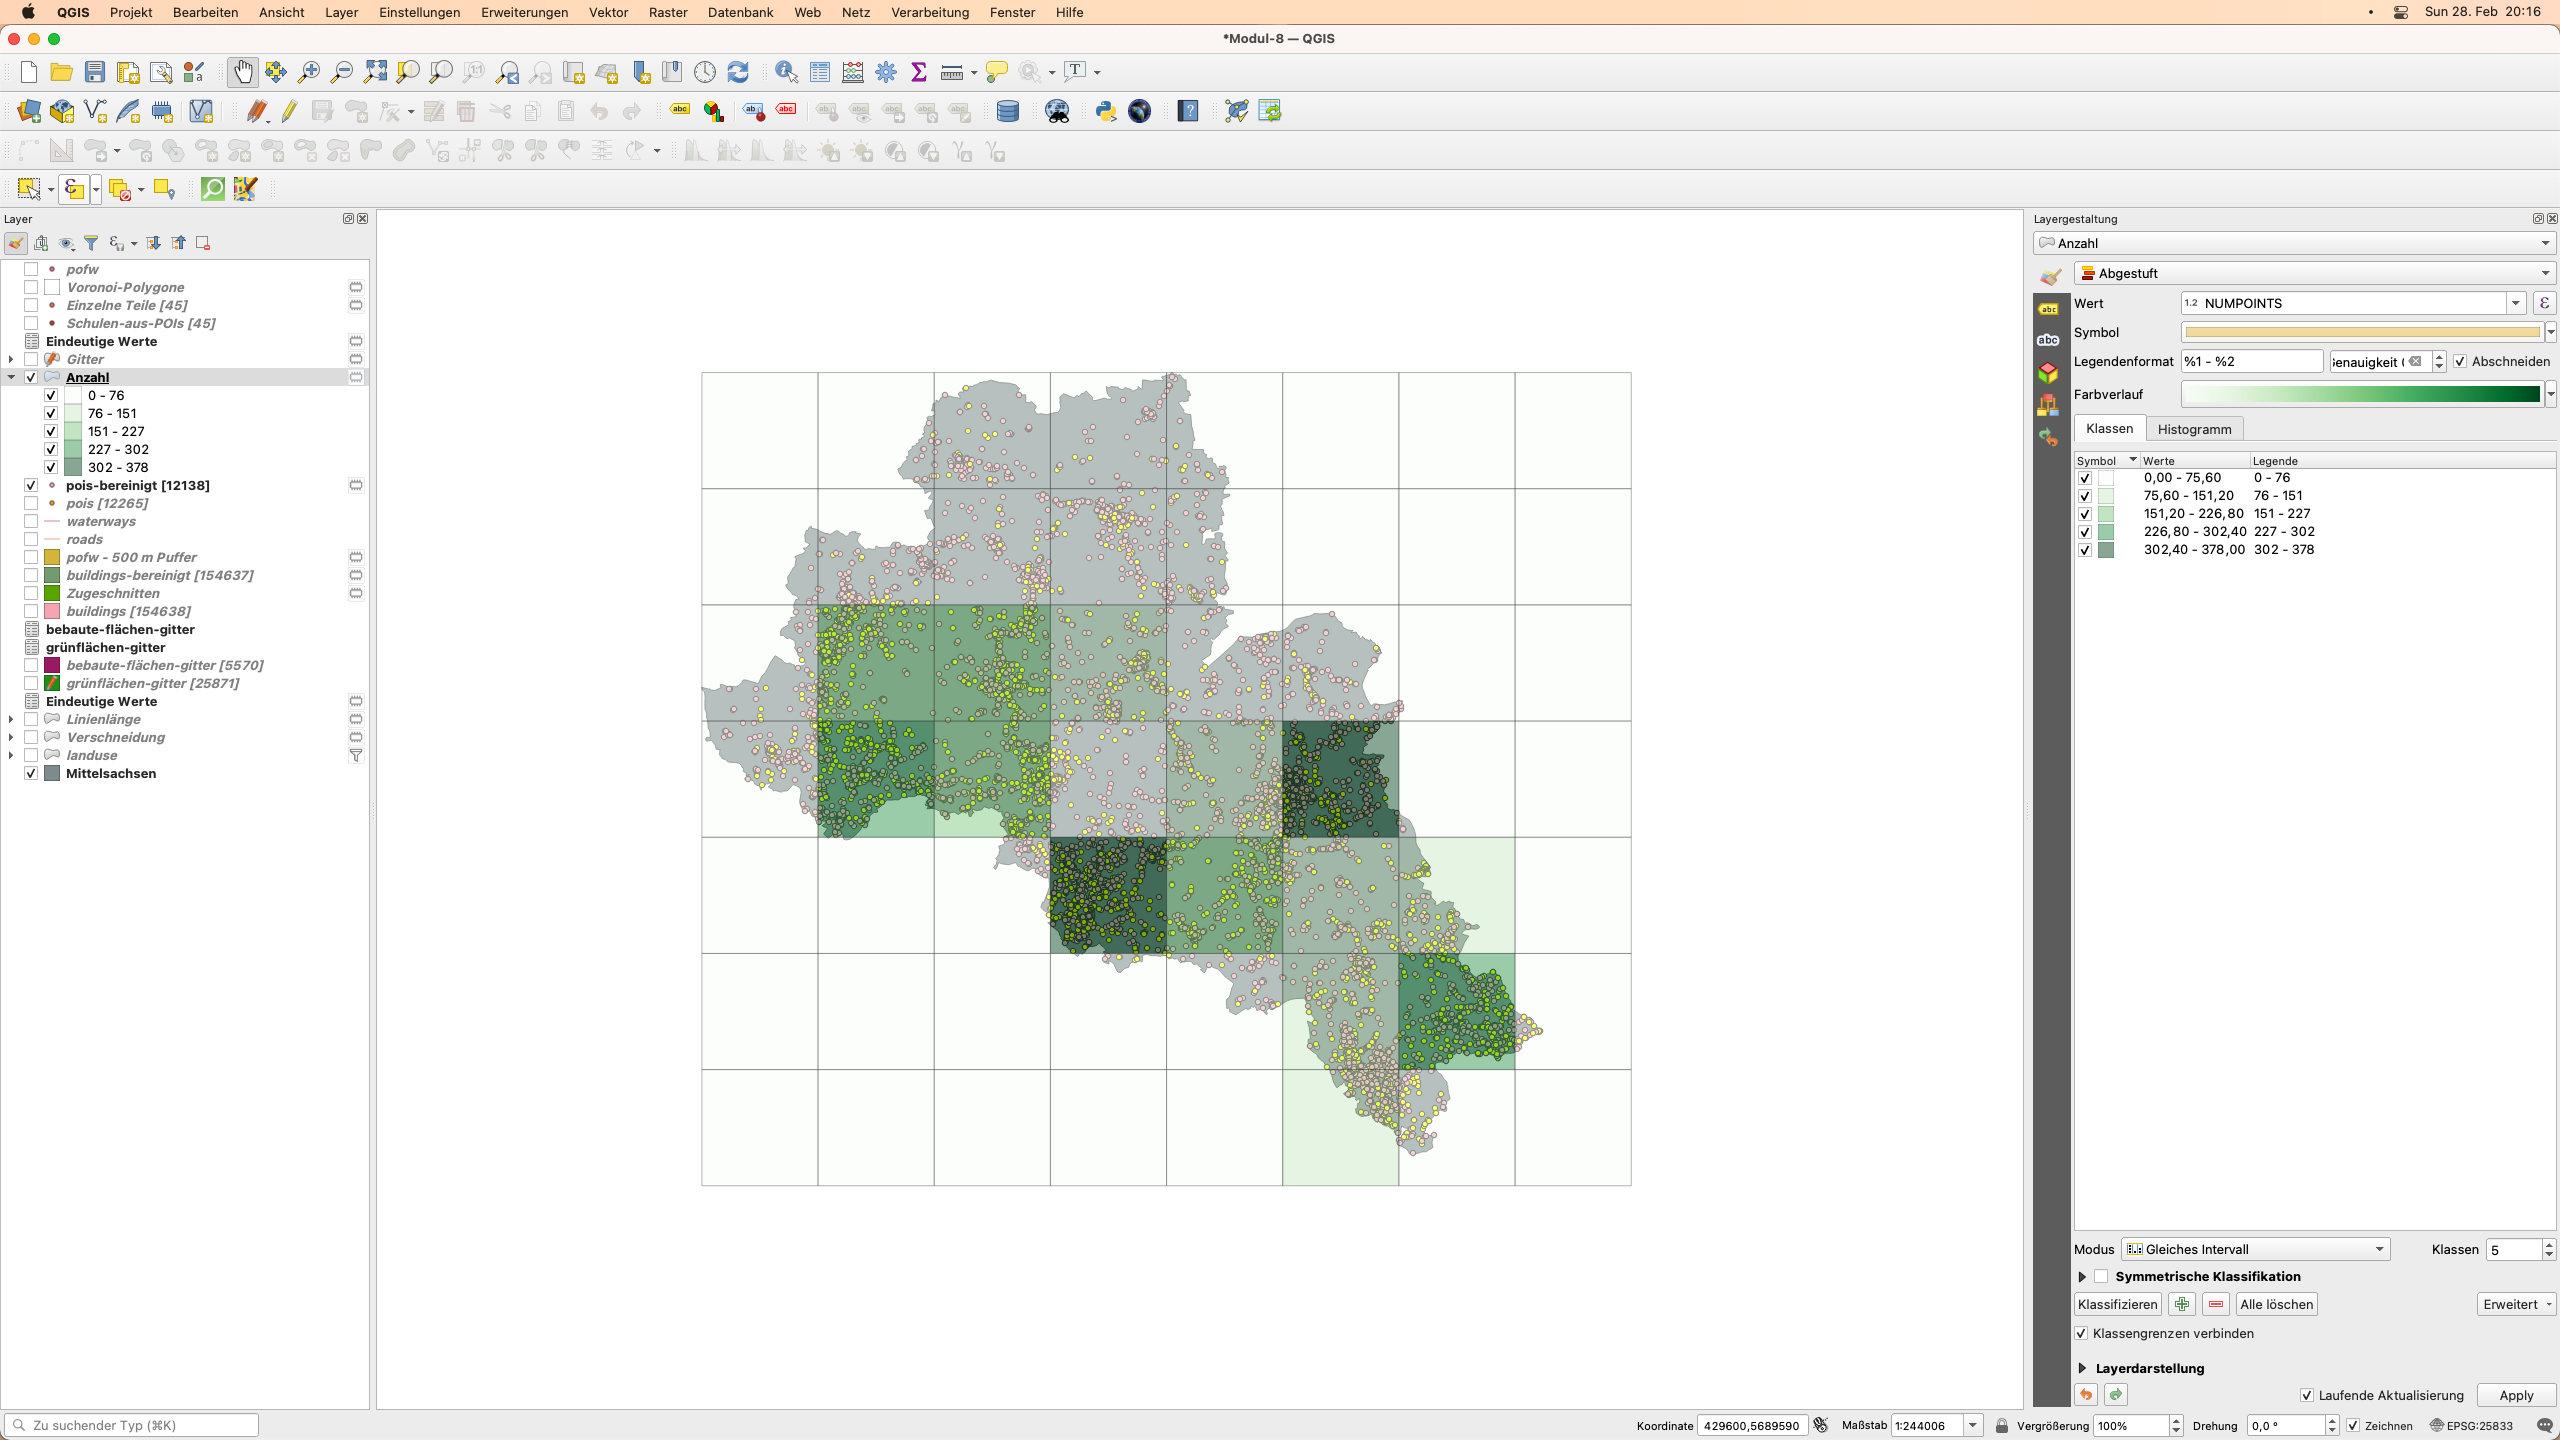 QGIS Projekt Bearbeiten Ansicht Layer Einstellungen Erweiterungen Vektor Raster Datenbank Web Netz Verarbeitung Fenster Hilfe Sun 28. Feb 20:16
*Modul-8 — QGIS
Layer
pofw
Voronoi-Polygone
Einzelne Teile [45]
Schulen-aus-POIs [45]
Eindeutige Werte
Gitter
Anzahl
0 - 76
76 - 151
151 - 227
227 - 302
302 - 378
pois-bereinigt [12138]
pois [12265]
waterways
roads
pofw - 500 m Puffer
buildings-bereinigt [154637]
Zugeschnitten
buildings [154638]
bebaute-flächen-gitter
grünflächen-gitter
bebaute-flächen-gitter [5570]
grünflächen-gitter [25871]
Eindeutige Werte
Linienlänge
Verschneidung
landuse
Mittelsachsen
Layergestaltung
Anzahl
Abgestuft
Wert 1.2 NUMPOINTS
Symbol
Legendenformat %1 - %2 Abschneiden
Farbverlauf
Klassen Histogramm
Symbol Werte Legende
0,00 - 75,60 0 - 76
75,60 - 151,20 76 - 151
151,20 - 226,80 151 - 227
226,80 - 302,40 227 - 302
302,40 - 378,00 302 - 378
Modus Gleiches Intervall Klassen 5
Symmetrische Klassifikation
Klassifizieren Alle löschen Erweitert
Klassengrenzen verbinden
Layerdarstellung
Laufende Aktualisierung Apply
Zu suchender Typ (⌘K) Koordinate 429600,5689590 Maßstab 1:244006 Vergrößerung 100% Drehung 0,0 ° Zeichnen EPSG:25833